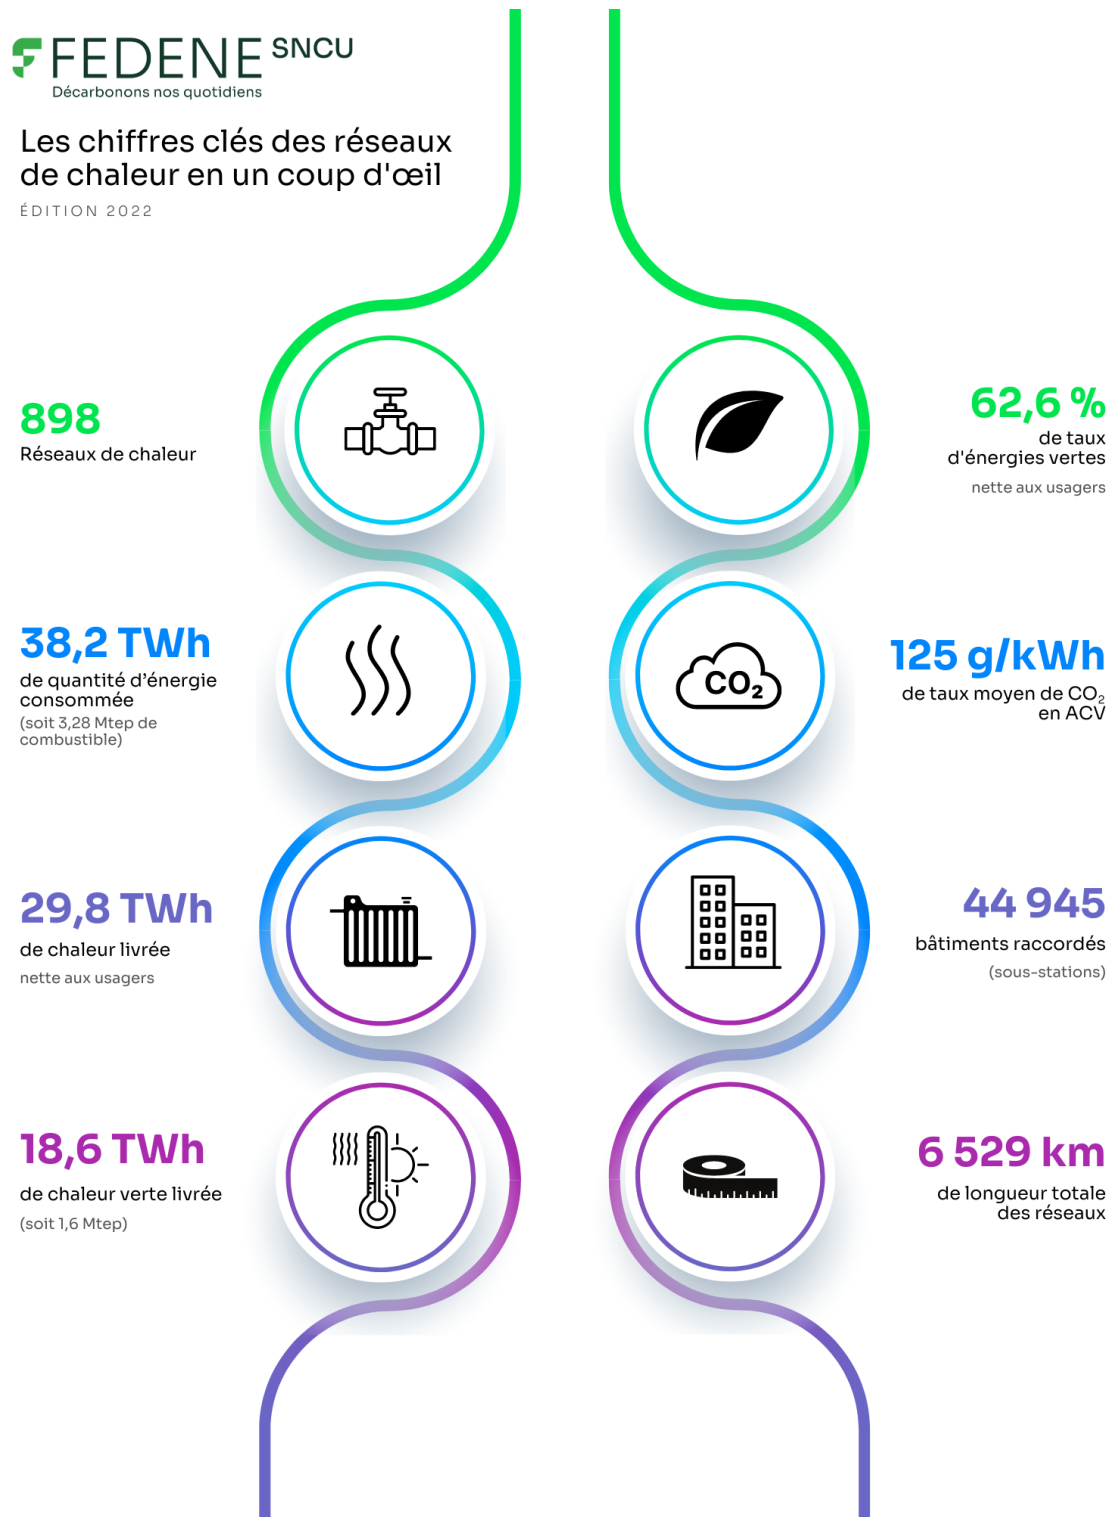 FEDENE SNCU
Décarbonons nos quotidiens
Les chiffres clés des réseaux
de chaleur en un coup d'œil
ÉDITION 2022
898
Réseaux de chaleur
62,6 %
de taux
d'énergies vertes
nette aux usagers
38,2 TWh
de quantité d’énergie
consommée
(soit 3,28 Mtep de
combustible)
CO₂
125 g/kWh
de taux moyen de CO₂
en ACV
29,8 TWh
de chaleur livrée
nette aux usagers
44 945
bâtiments raccordés
(sous-stations)
18,6 TWh
de chaleur verte livrée
(soit 1,6 Mtep)
6 529 km
de longueur totale
des réseaux